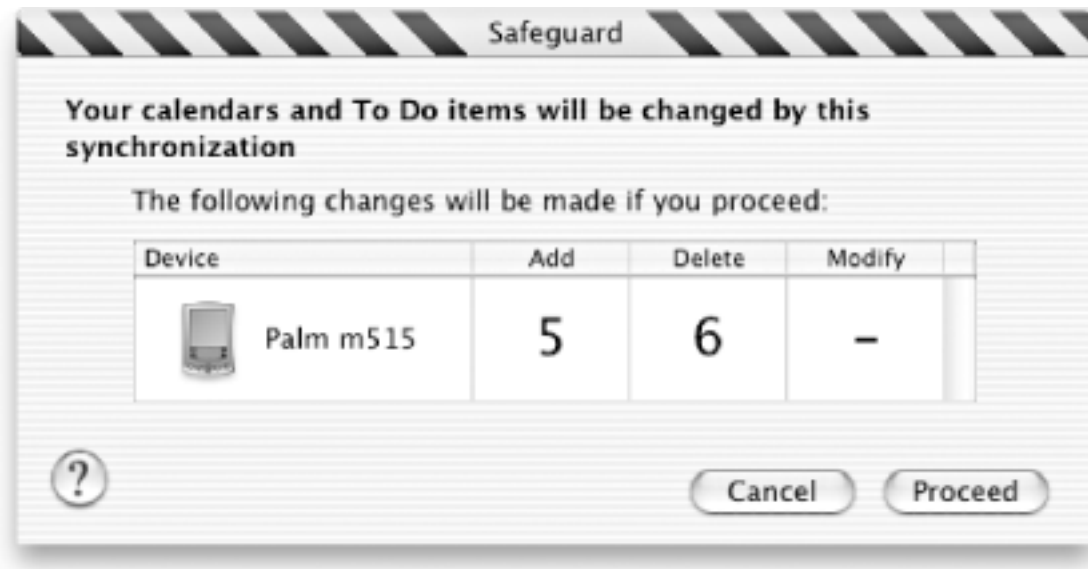 Safeguard
Your calendars and To Do items will be changed by this
synchronization
The following changes will be made if you proceed:
Device Add Delete Modify
Palm m515 5 6 –
?
Cancel Proceed